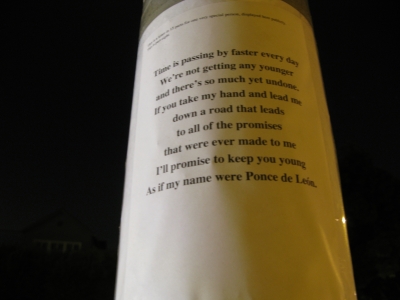 Time is passing by faster every day
We're not getting any younger
and there's so much yet undone.
If you take my hand and lead me
down a road that leads
to all of the promises
that were ever made to me
I'll promise to keep you young
As if my name were Ponce de León.